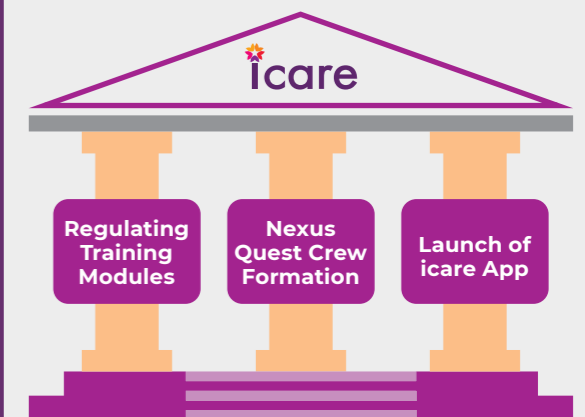 icare
Regulating
Training
Modules
Nexus
Quest Crew
Formation
Launch of
icare App